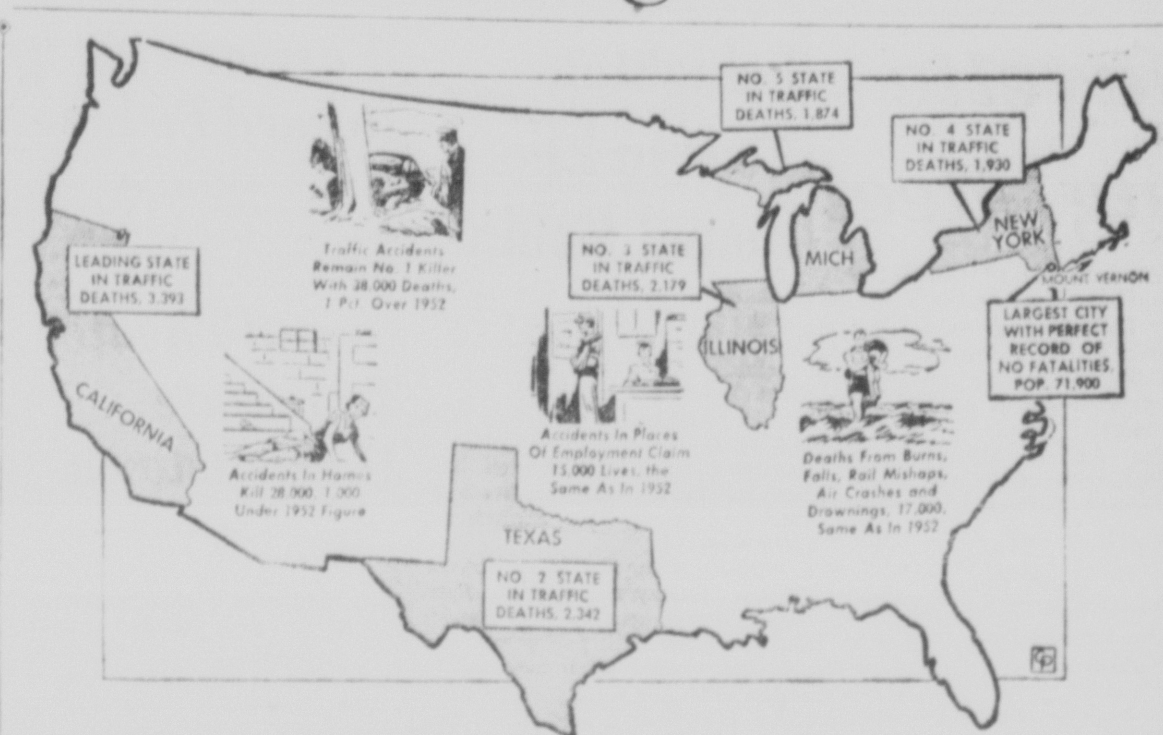 NO. 5 STATE
IN TRAFFIC
DEATHS, 1,874
NO. 4 STATE
IN TRAFFIC
DEATHS, 1,930
NEW
YORK
MICH
MOUNT VERNON
LARGEST CITY
WITH PERFECT
RECORD OF
NO FATALITIES,
POP. 71,900
Traffic Accidents
Remain No. 1 Killer
With 38,000 Deaths,
1 Pct. Over 1952
LEADING STATE
IN TRAFFIC
DEATHS, 3,393
CALIFORNIA
NO. 3 STATE
IN TRAFFIC
DEATHS, 2,179
ILLINOIS
Accidents In Homes
Kill 28,000, 1,000
Under 1952 Figure
Accidents In Places
Of Employment Claim
15,000 Lives, the
Same As In 1952
Deaths From Burns,
Falls, Rail Mishaps,
Air Crashes and
Drownings, 17,000,
Same As In 1952
TEXAS
NO. 2 STATE
IN TRAFFIC
DEATHS, 2,342